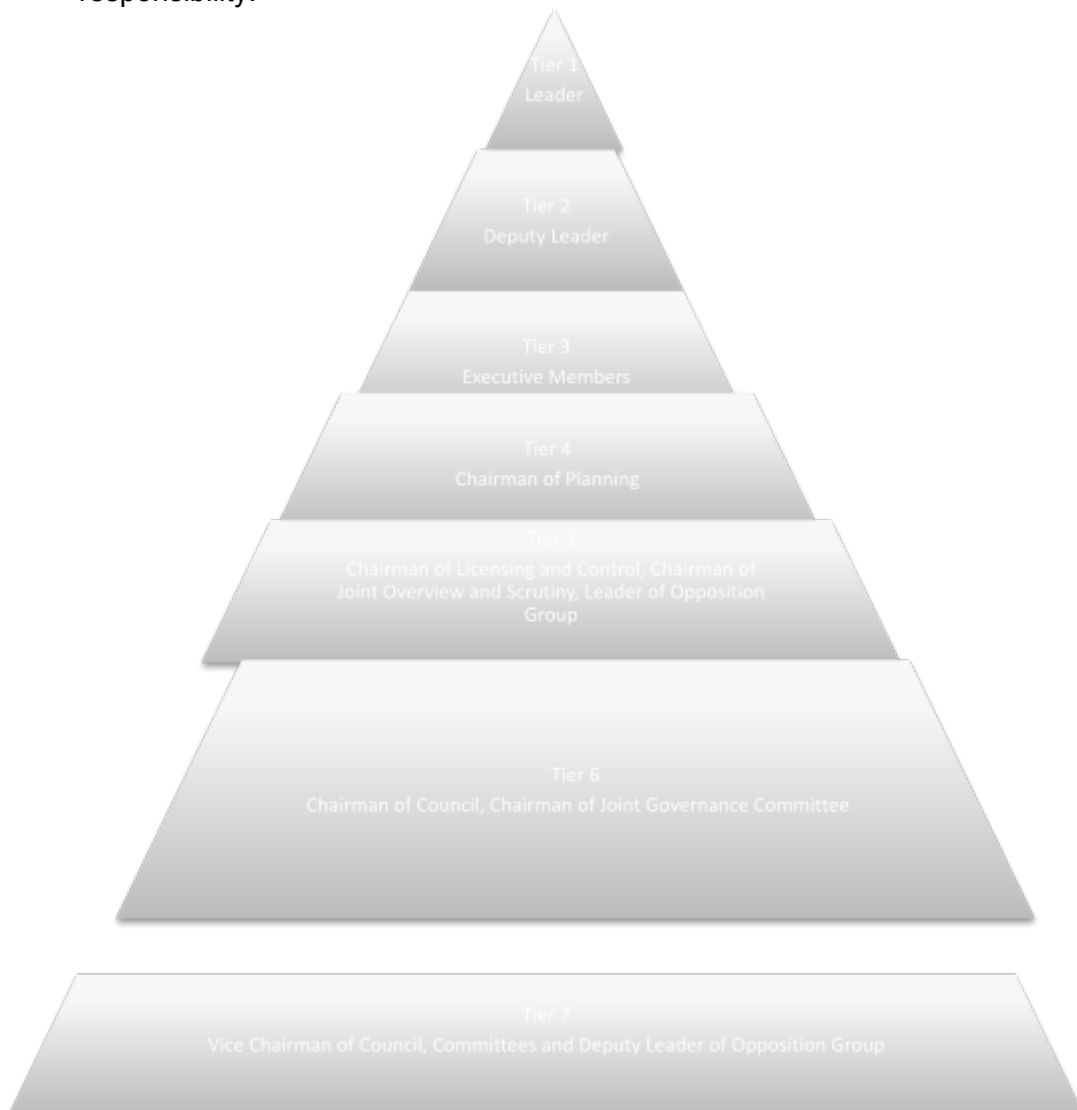 responsibility.
Tier 1
Leader
Tier 2
Deputy Leader
Tier 3
Executive Members
Tier 4
Chairman of Planning
Tier 5
Chairman of Licensing and Control, Chairman of
Joint Overview and Scrutiny, Leader of Opposition
Group
Tier 6
Chairman of Council, Chairman of Joint Governance Committee
Tier 7
Vice Chairman of Council, Committees and Deputy Leader of Opposition Group